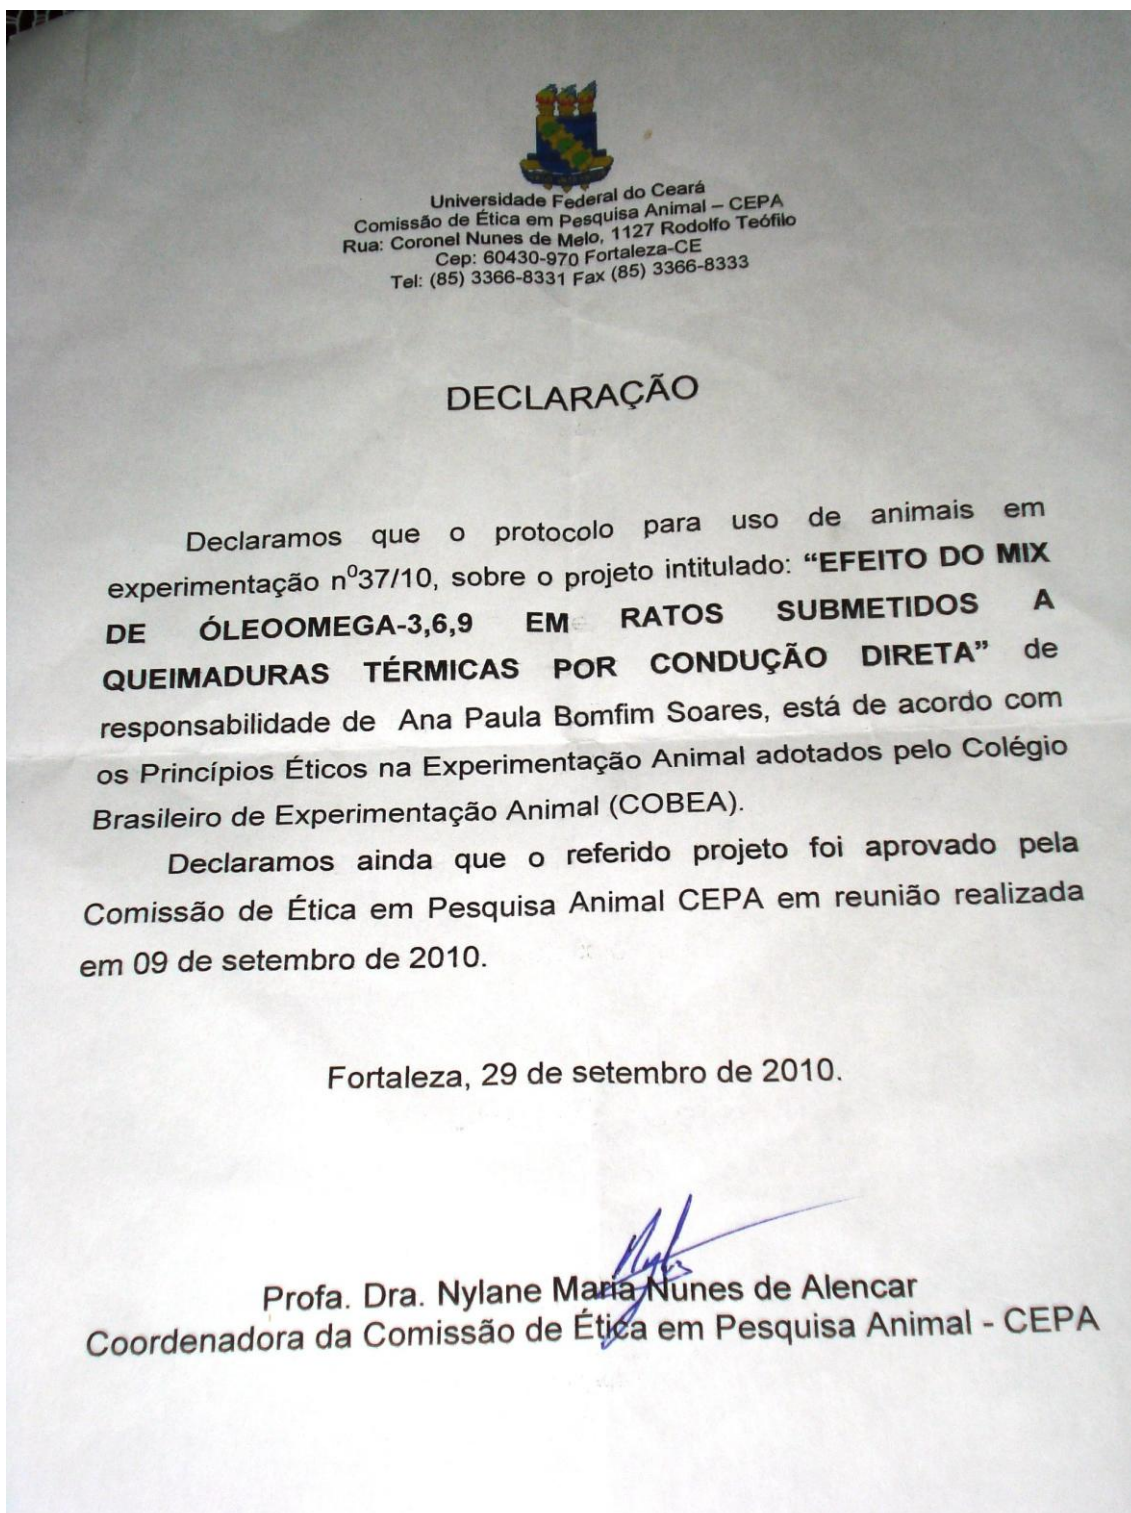 Universidade Federal do Ceará
Comissão de Ética em Pesquisa Animal – CEPA
Rua: Coronel Nunes de Melo, 1127 Rodolfo Teófilo
Cep: 60430-970 Fortaleza-CE
Tel: (85) 3366-8331 Fax (85) 3366-8333
DECLARAÇÃO
Declaramos que o protocolo para uso de animais em
experimentação nº37/10, sobre o projeto intitulado: “EFEITO DO MIX
DE ÓLEOOMEGA-3,6,9 EM RATOS SUBMETIDOS A
QUEIMADURAS TÉRMICAS POR CONDUÇÃO DIRETA” de
responsabilidade de Ana Paula Bomfim Soares, está de acordo com
os Princípios Éticos na Experimentação Animal adotados pelo Colégio
Brasileiro de Experimentação Animal (COBEA).
Declaramos ainda que o referido projeto foi aprovado pela
Comissão de Ética em Pesquisa Animal CEPA em reunião realizada
em 09 de setembro de 2010.
Fortaleza, 29 de setembro de 2010.
Profa. Dra. Nylane Maria Nunes de Alencar
Coordenadora da Comissão de Ética em Pesquisa Animal - CEPA